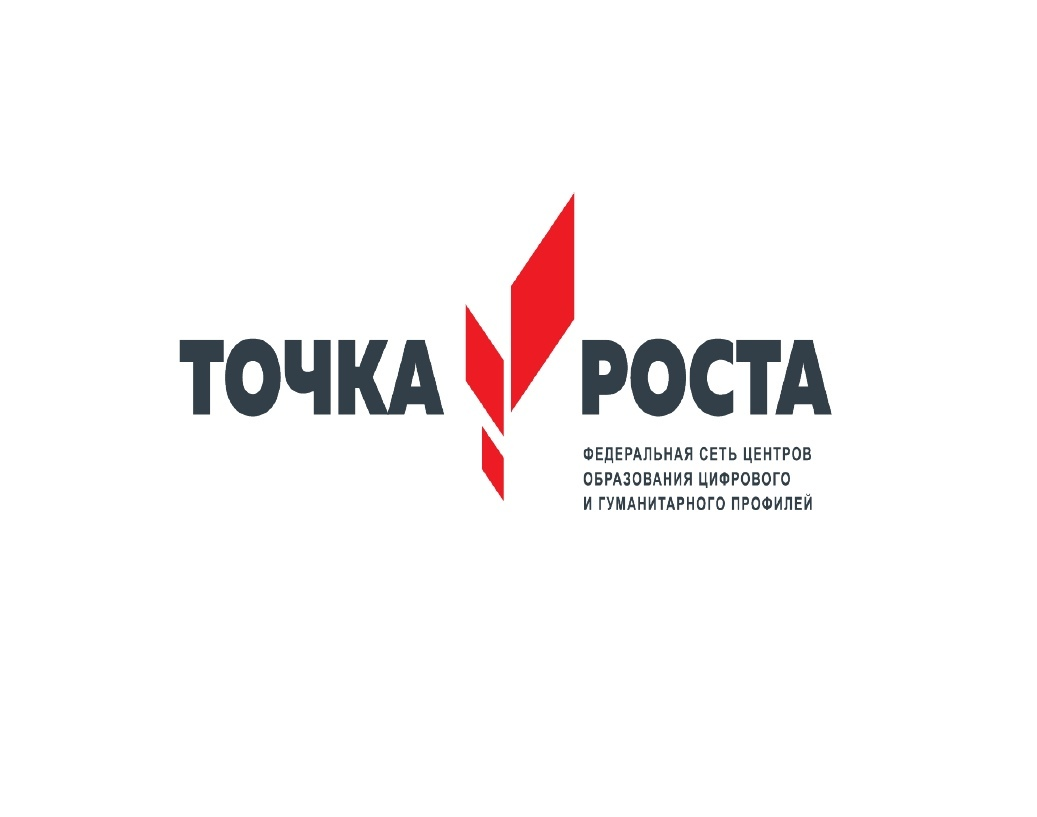 ТОЧКА РОСТА
ФЕДЕРАЛЬНАЯ СЕТЬ ЦЕНТРОВ
ОБРАЗОВАНИЯ ЦИФРОВОГО
И ГУМАНИТАРНОГО ПРОФИЛЕЙ